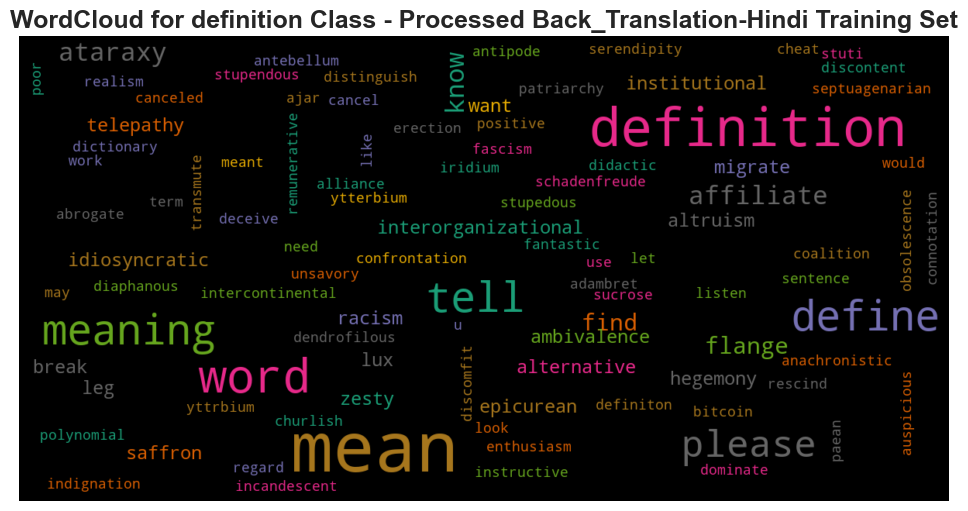 WordCloud for definition Class - Processed Back_Translation-Hindi Training Set
poor
ataraxy
antebellum
know
antipode
serendipity
cheat
stuti
realism
stupendous
distinguish
discontent
canceled
ajar
cancel
want
patriarchy
institutional
septuagenarian
telepathy
remunerative
like
erection
positive
definition
dictionary
work
transmute
meant
fascism
iridium
didactic
migrate
would
alliance
schadenfreude
abrogate
term
ytterbium
stupedous
affiliate
obsolescence
connotation
deceive
interorganizational
altruism
need
fantastic
idiosyncratic
confrontation
use
let
coalition
unsavory
adambret
sentence
may
diaphanous
intercontinental
tell
sucrose
listen
meaning
racism
u
find
define
dendrofilous
ambivalence
flange
break
word
lux
discomfit
alternative
anachronistic
leg
hegemony
rescind
auspicious
yttrbium
zesty
epicurean
definiton
bitcoin
polynomial
churlish
look
paean
saffron
mean
enthusiasm
please
regard
instructive
dominate
indignation
incandescent